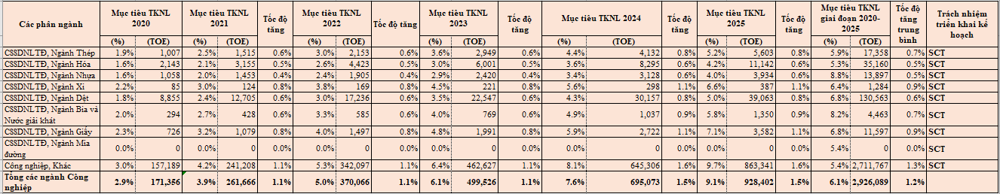 Các phân ngành | Mục tiêu TKNL 2020 | Mục tiêu TKNL 2021 | Tốc độ tăng | Mục tiêu TKNL 2022 | Tốc độ tăng | Mục tiêu TKNL 2023 | Tốc độ tăng | Mục tiêu TKNL 2024 | Tốc độ tăng | Mục tiêu TKNL 2025 | Tốc độ tăng | Mục tiêu TKNL giai đoạn 2020-2025 | Tốc độ tăng trung bình | Trách nhiệm triển khai kế hoạch
(%) (TOE) (%) (TOE) (%) (TOE) (%) (TOE) (%) (TOE) (%) (TOE) (%) (TOE)
CSSDNLTĐ, Ngành Thép 1.9% 1,007 2.5% 1,515 0.6% 3.0% 2,153 0.6% 3.6% 2,949 0.6% 4.4% 4,132 0.8% 5.2% 5,603 0.8% 5.9% 17,358 0.7% SCT
CSSDNLTĐ, Ngành Hóa 1.6% 2,143 2.1% 3,155 0.5% 2.6% 4,423 0.5% 3.0% 6,001 0.5% 3.6% 8,295 0.6% 4.2% 11,142 0.6% 5.3% 35,160 0.5% SCT
CSSDNLTĐ, Ngành Nhựa 1.6% 1,058 2.0% 1,453 0.4% 2.4% 1,905 0.4% 2.9% 2,420 0.4% 3.4% 3,128 0.6% 4.0% 3,934 0.6% 8.8% 13,897 0.5% SCT
CSSDNLTĐ, Ngành Xi 2.2% 85 3.0% 124 0.8% 3.8% 169 0.8% 4.5% 221 0.8% 5.6% 298 1.1% 6.6% 387 1.1% 6.4% 1,284 0.9% SCT
CSSDNLTĐ, Ngành Dệt 1.8% 8,855 2.4% 12,705 0.6% 3.0% 17,236 0.6% 3.5% 22,547 0.6% 4.3% 30,157 0.8% 5.0% 39,063 0.8% 6.8% 130,563 0.6% SCT
CSSDNLTĐ, Ngành Bia và Nước giải khát 2.0% 294 2.7% 428 0.6% 3.3% 585 0.6% 4.0% 769 0.6% 4.9% 1,037 0.9% 5.8% 1,350 0.9% 8.2% 4,463 0.7% SCT
CSSDNLTĐ, Ngành Giấy 2.3% 726 3.2% 1,079 0.8% 4.0% 1,497 0.8% 4.8% 1,991 0.8% 5.9% 2,722 1.1% 7.1% 3,582 1.1% 6.8% 11,597 0.9% SCT
CSSDNLTĐ, Ngành Mía đường 0.0% 0 0.0% 0 0.0% 0.0% 0 0.0% 0.0% 0 0.0% 0.0% 0 0.0% 0.0% 0 0.0% 5.4% 0 0.0% SCT
Công nghiệp, Khác 3.0% 157,189 4.2% 241,208 1.1% 5.3% 342,097 1.1% 6.4% 462,627 1.1% 8.1% 645,306 1.6% 9.7% 863,341 1.6% 5.4% 2,711,767 1.3% SCT
Tổng các ngành Công nghiệp 2.9% 171,356 3.9% 261,666 1.1% 5.0% 370,066 1.1% 6.1% 499,526 1.1% 7.6% 695,073 1.5% 9.1% 928,402 1.5% 6.1% 2,926,089 1.2%